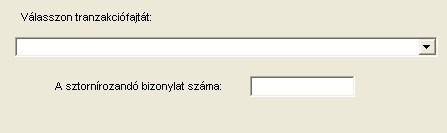 Válasszon tranzakciófajtát:
A sztornírozandó bizonylat száma: